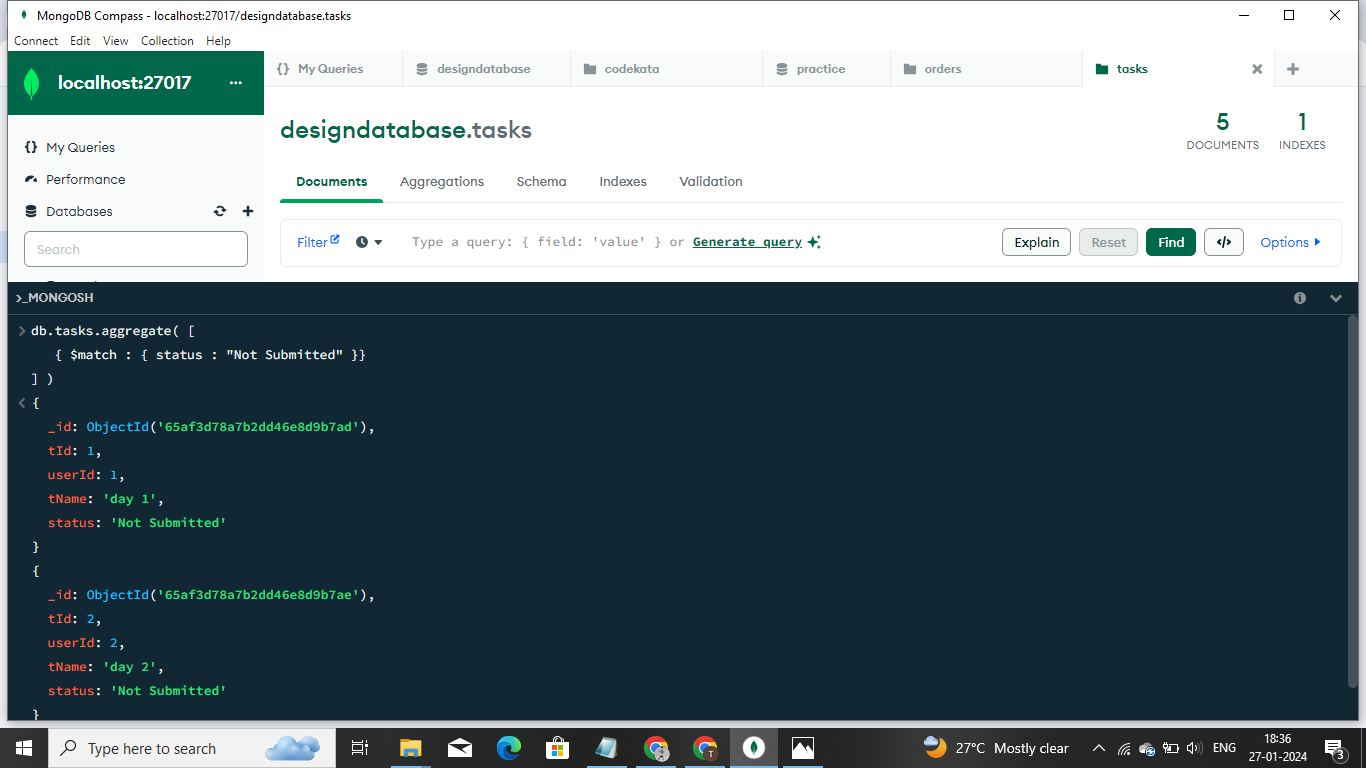 MongoDB Compass - localhost:27017/designdatabase.tasks
Connect Edit View Collection Help
localhost:27017 ...
{} My Queries designdatabase codekata practice orders tasks
designdatabase.tasks
5 DOCUMENTS
1 INDEXES
My Queries
Performance
Databases
Search
Documents Aggregations Schema Indexes Validation
Filter Type a query: { field: 'value' } or Generate query Explain Reset Find </> Options
>_MONGOSH
> db.tasks.aggregate( [
{ $match : { status : "Not Submitted" }}
] )
< {
_id: ObjectId('65af3d78a7b2dd46e8d9b7ad'),
tId: 1,
userId: 1,
tName: 'day 1',
status: 'Not Submitted'
}
{
_id: ObjectId('65af3d78a7b2dd46e8d9b7ae'),
tId: 2,
userId: 2,
tName: 'day 2',
status: 'Not Submitted'
}
Type here to search
T
27°C Mostly clear
ENG
18:36
27-01-2024
3